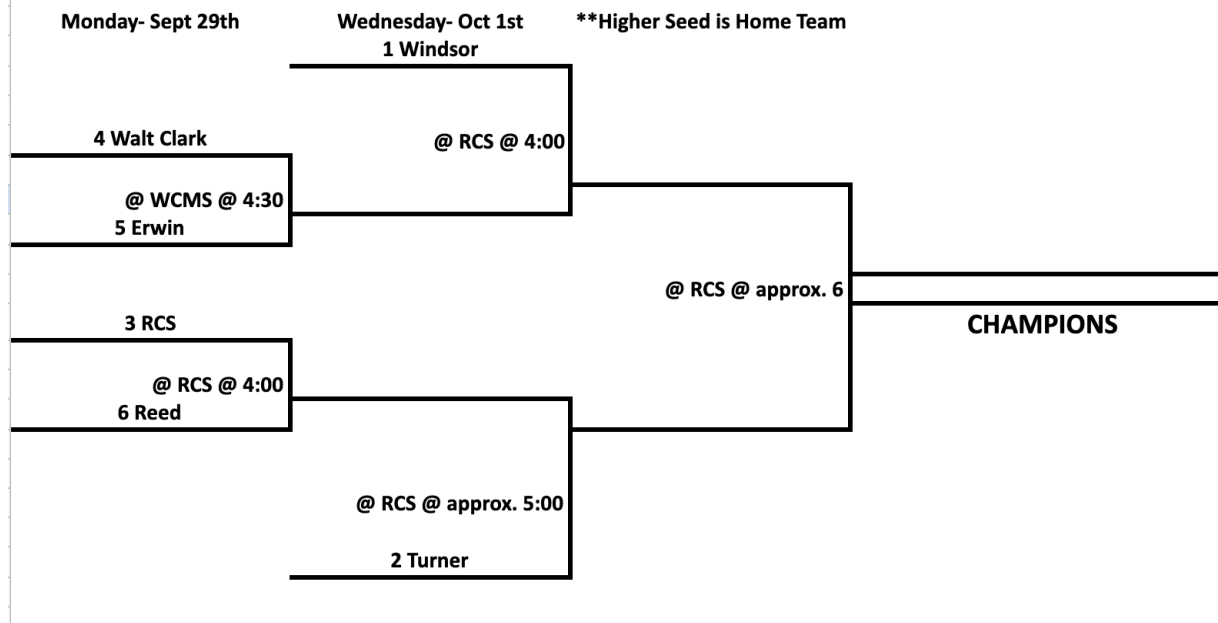 Monday- Sept 29th
Wednesday- Oct 1st
**Higher Seed is Home Team
1 Windsor
4 Walt Clark
@ RCS @ 4:00
@ WCMS @ 4:30
5 Erwin
@ RCS @ approx. 6
3 RCS
CHAMPIONS
@ RCS @ 4:00
6 Reed
@ RCS @ approx. 5:00
2 Turner